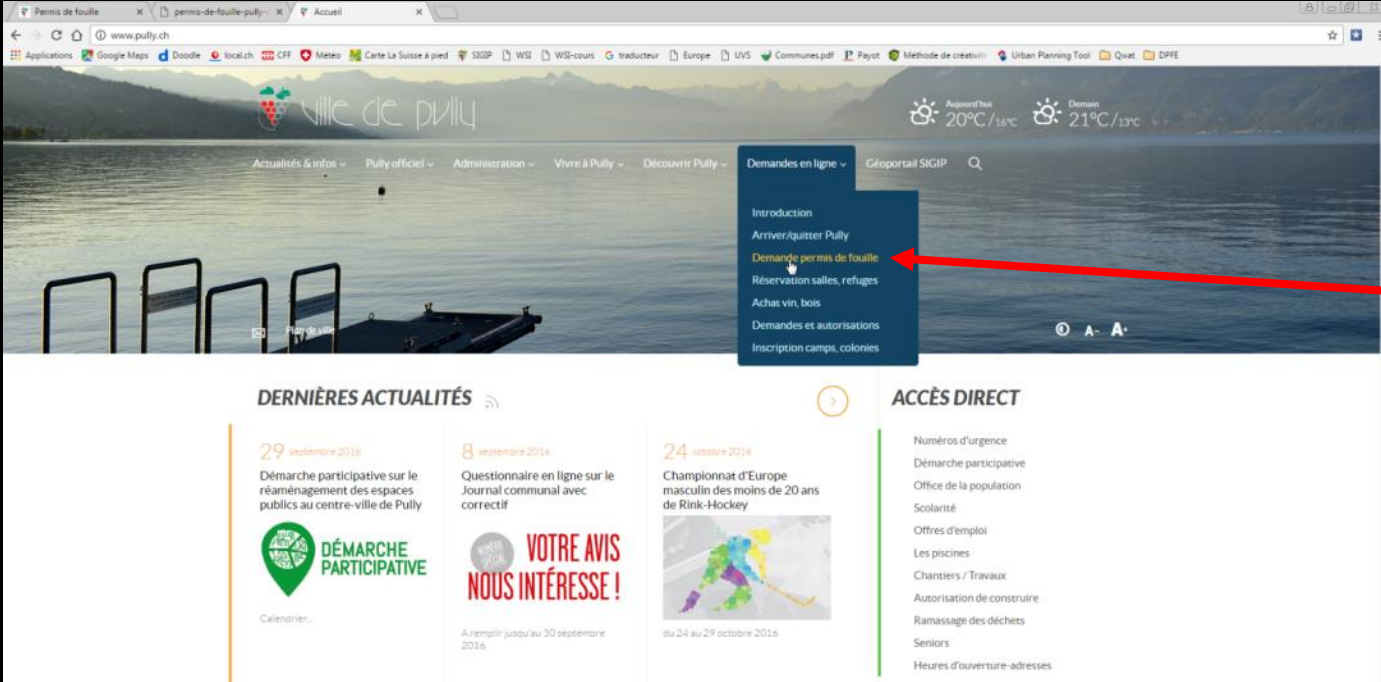 Permis de fouille
permis-de-fouille-pully-
Accueil
www.pully.ch
Applications Google Maps Doodle local.ch CFF Météo Carte La Suisse à pied SIGIP WSI WSI-cours traducteur Europe UVS Communes.pdf Payot Méthode de créativit Urban Planning Tool Qwat DPFE
ville de pully
Aujourd'hui
20°C/16°C
Demain
21°C/13°C
Actualités & infos Pully officiel Administration Vivre à Pully Découvrir Pully Demandes en ligne Géoportail SIGIP
Introduction
Arriver/quitter Pully
Demande permis de fouille
Réservation salles, refuges
Achat vin, bois
Demandes et autorisations
Inscription camps, colonies
Plan de ville
A- A+
DERNIÈRES ACTUALITÉS
29 septembre 2016
Démarche participative sur le
réaménagement des espaces
publics au centre-ville de Pully
DÉMARCHE
PARTICIPATIVE
Calendrier...
8 septembre 2016
Questionnaire en ligne sur le
Journal communal avec
correctif
NUMÉRO
SPÉCIAL
VOTRE AVIS
NOUS INTÉRESSE !
A remplir jusqu'au 30 septembre
2016
24 octobre 2016
Championnat d'Europe
masculin des moins de 20 ans
de Rink-Hockey
du 24 au 29 octobre 2016
ACCÈS DIRECT
Numéros d'urgence
Démarche participative
Office de la population
Scolarité
Offres d'emploi
Les piscines
Chantiers / Travaux
Autorisation de construire
Ramassage des déchets
Seniors
Heures d'ouverture-adresses